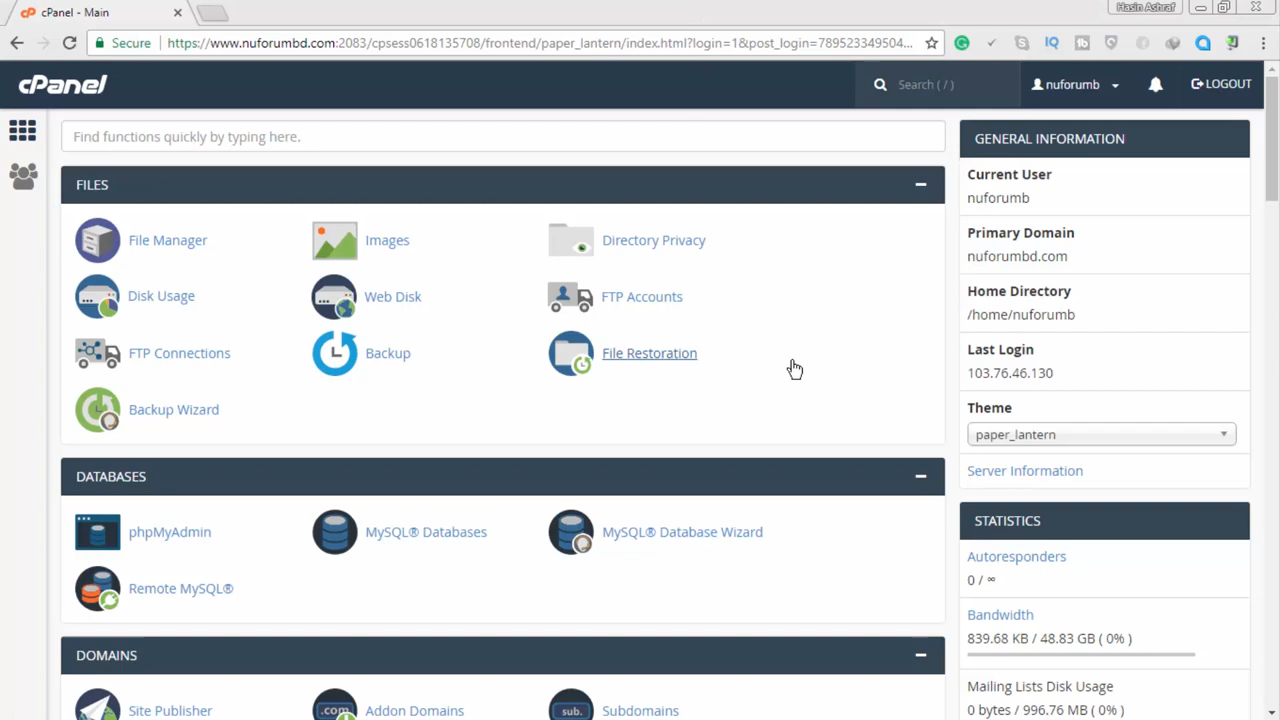 cPanel - Main
Hasin Ashraf
Secure
https://www.nuforumbd.com:2083/cpsess0618135708/frontend/paper_lantern/index.html?login=1&post_login=789523349504...
cPanel
Search ( / )
nuforumb
LOGOUT
Find functions quickly by typing here.
FILES
File Manager
Images
Directory Privacy
Disk Usage
Web Disk
FTP Accounts
FTP Connections
Backup
File Restoration
Backup Wizard
DATABASES
phpMyAdmin
MySQL® Databases
MySQL® Database Wizard
Remote MySQL®
DOMAINS
Site Publisher
.com
Addon Domains
sub.
Subdomains
GENERAL INFORMATION
Current User
nuforumb
Primary Domain
nuforumbd.com
Home Directory
/home/nuforumb
Last Login
103.76.46.130
Theme
paper_lantern
Server Information
STATISTICS
Autoresponders
0 / ∞
Bandwidth
839.68 KB / 48.83 GB ( 0% )
Mailing Lists Disk Usage
0 bytes / 996.76 MB ( 0% )